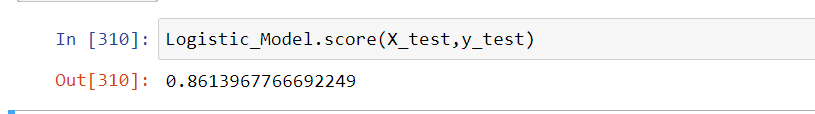 In [310]: Logistic_Model.score(X_test,y_test)
Out[310]: 0.8613967766692249